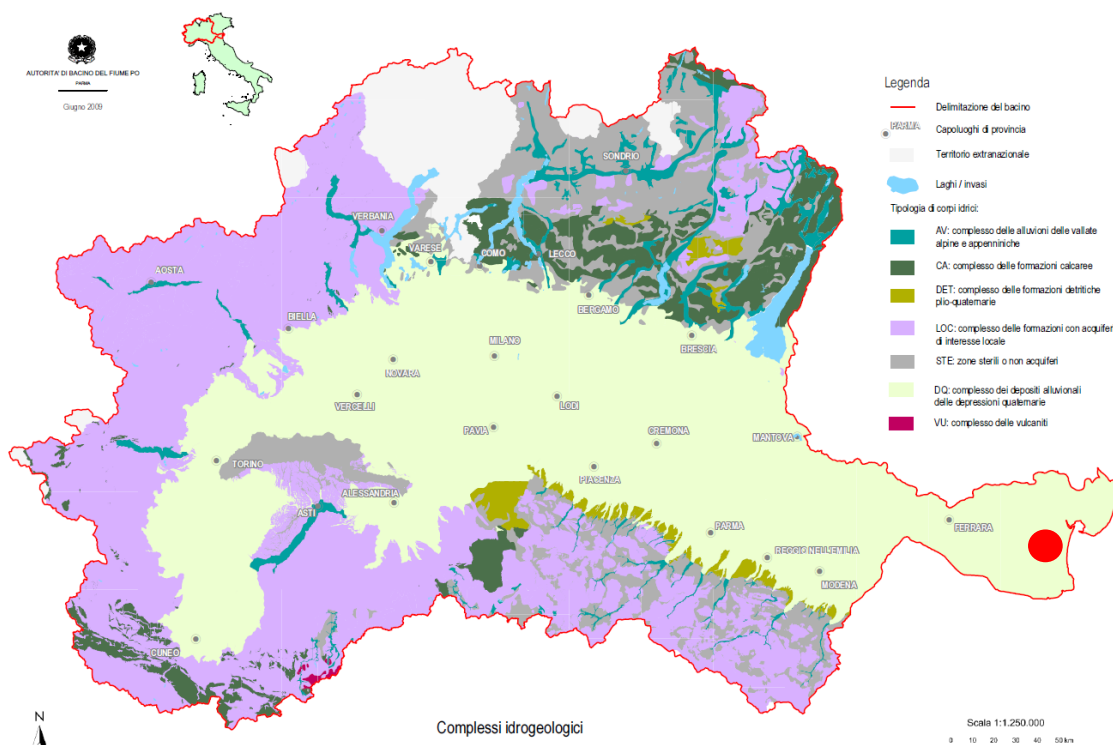 AUTORITA' DI BACINO DEL FIUME PO
PARMA
Giugno 2009
Legenda
Delimitazione del bacino
PARMA
Capoluoghi di provincia
Territorio extranazionale
Laghi / invasi
Tipologia di corpi idrici:
AV: complesso delle alluvioni delle vallate
alpine e appenniniche
CA: complesso delle formazioni calcaree
DET: complesso delle formazioni detritiche
plio-quaternarie
LOC: complesso delle formazioni con acquiferi
di interesse locale
STE: zone sterili o non acquiferi
DQ: complesso dei depositi alluvionali
delle depressioni quaternarie
VU: complesso delle vulcaniti
SONDRIO
VERBANIA
VARESE
COMO
LECCO
AOSTA
BIELLA
BERGAMO
BRESCIA
MILANO
NOVARA
VERCELLI
LODI
PAVIA
CREMONA
MANTOVA
TORINO
PIACENZA
ALESSANDRIA
ASTI
PARMA
FERRARA
REGGIO NELL'EMILIA
MODENA
CUNEO
N
Complessi idrogeologici
Scala 1:1.250.000
0 10 20 30 40 50 km